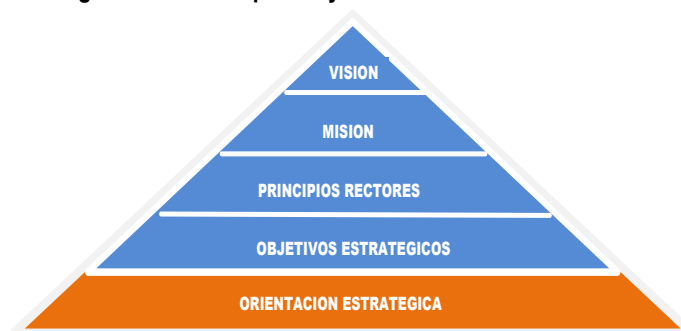 VISION
MISION
PRINCIPIOS RECTORES
OBJETIVOS ESTRATEGICOS
ORIENTACION ESTRATEGICA